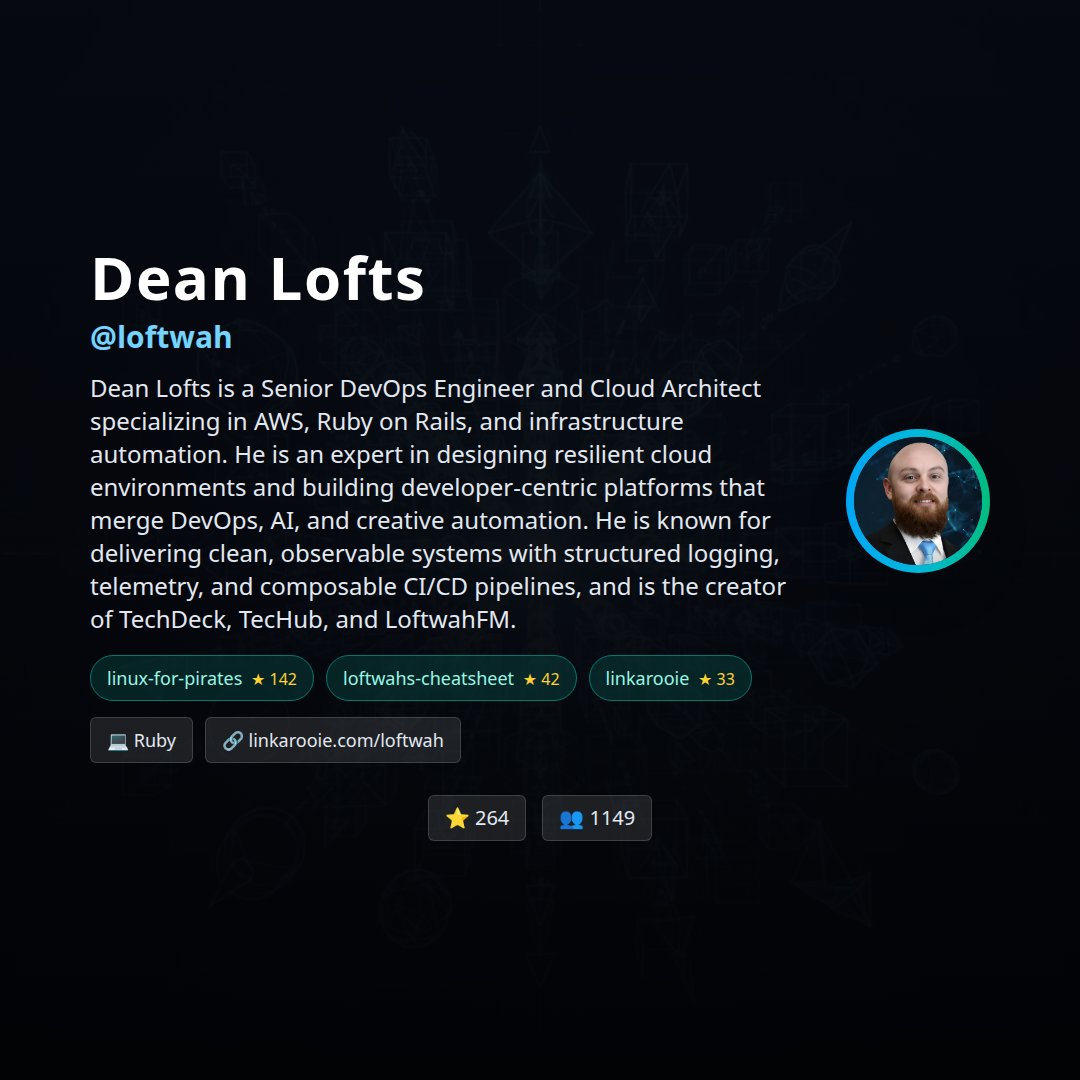 Dean Lofts
@loftwah
Dean Lofts is a Senior DevOps Engineer and Cloud Architect
specializing in AWS, Ruby on Rails, and infrastructure
automation. He is an expert in designing resilient cloud
environments and building developer-centric platforms that
merge DevOps, AI, and creative automation. He is known for
delivering clean, observable systems with structured logging,
telemetry, and composable CI/CD pipelines, and is the creator
of TechDeck, TecHub, and LoftwahFM.
linux-for-pirates ★ 142 loftwahs-cheatsheet ★ 42 linkarooie ★ 33
💻 Ruby 🔗 linkarooie.com/loftwah
⭐ 264 👥 1149